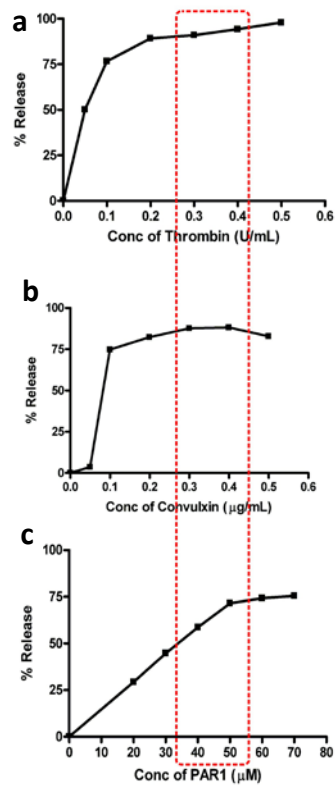 a
100
75
50
25
0
% Release
0.0 0.1 0.2 0.3 0.4 0.5 0.6
Conc of Thrombin (U/mL)
b
100
75
50
25
0
% Release
0.0 0.1 0.2 0.3 0.4 0.5 0.6
Conc of Convulxin (μg/mL)
c
100
75
50
25
0
% Release
0 10 20 30 40 50 60 70 80
Conc of PAR1 (μM)